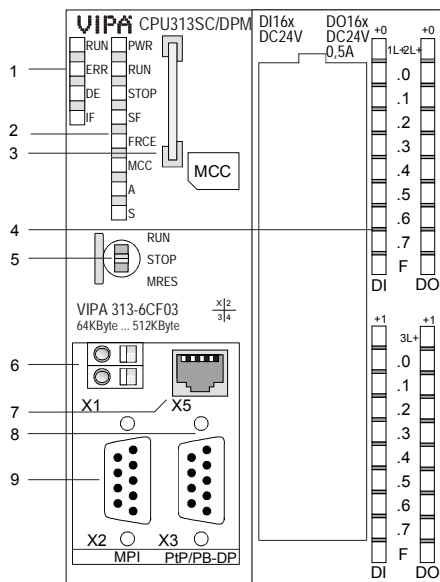 VIPA CPU313SC/DPM
RUN
ERR
DE
IF
PWR
RUN
STOP
SF
FRCE
MCC
A
S
MCC
RUN
STOP
MRES
VIPA 313-6CF03
64KByte ... 512KByte
X 2
3 4
X1
X5
X2
X3
MPI
PtP/PB-DP
1
2
3
4
5
6
7
8
9
DI16x
DC24V
DO16x
DC24V
0,5A
+0
+0
1L+
2L+
.0
.1
.2
.3
.4
.5
.6
.7
F
DI
DO
+1
+1
3L+
.0
.1
.2
.3
.4
.5
.6
.7
F
DI
DO